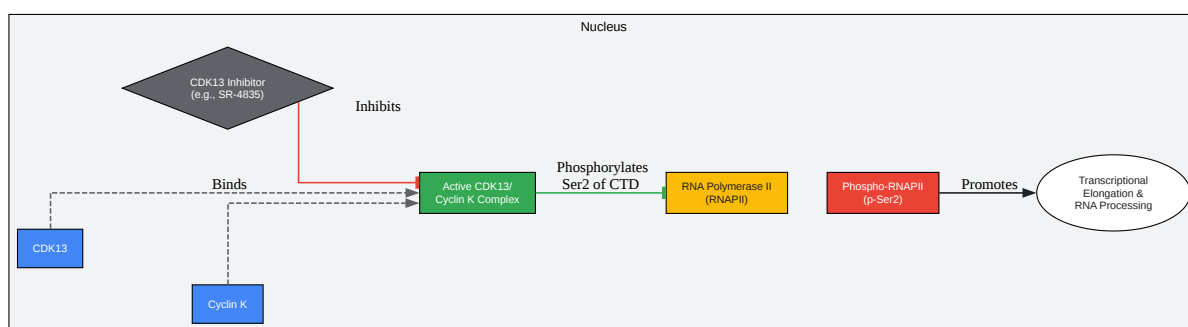 Nucleus
CDK13 Inhibitor
(e.g., SR-4835)
Inhibits
Binds
Phosphorylates
Ser2 of CTD
Active CDK13/
Cyclin K Complex
RNA Polymerase II
(RNAPII)
Phospho-RNAPII
(p-Ser2)
Promotes
Transcriptional
Elongation &
RNA Processing
CDK13
Cyclin K